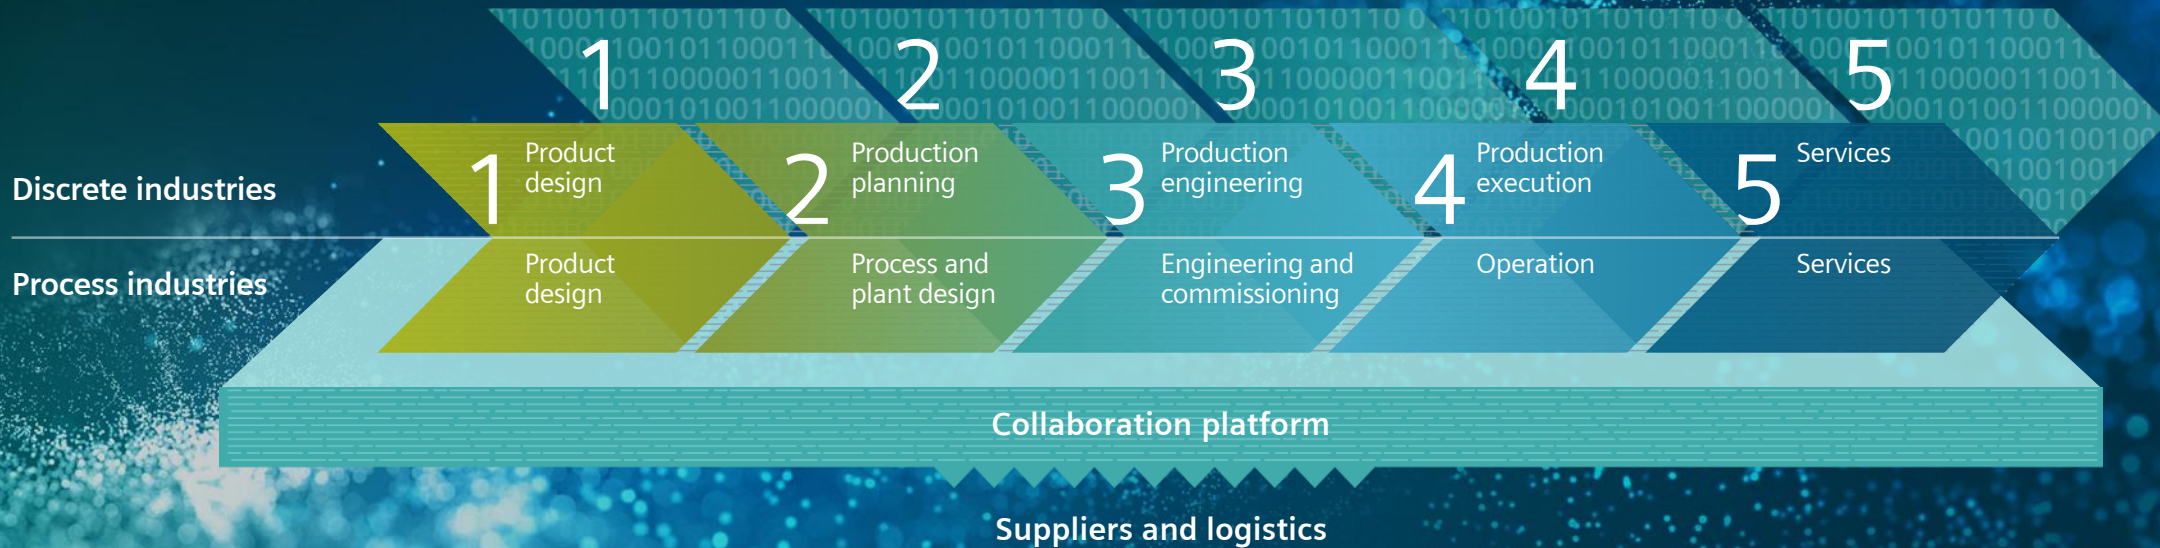 1 2 3 4 5
Discrete industries
1 Product
design
2 Production
planning
3 Production
engineering
4 Production
execution
5 Services
Process industries
Product
design
Process and
plant design
Engineering and
commissioning
Operation
Services
Collaboration platform
Suppliers and logistics